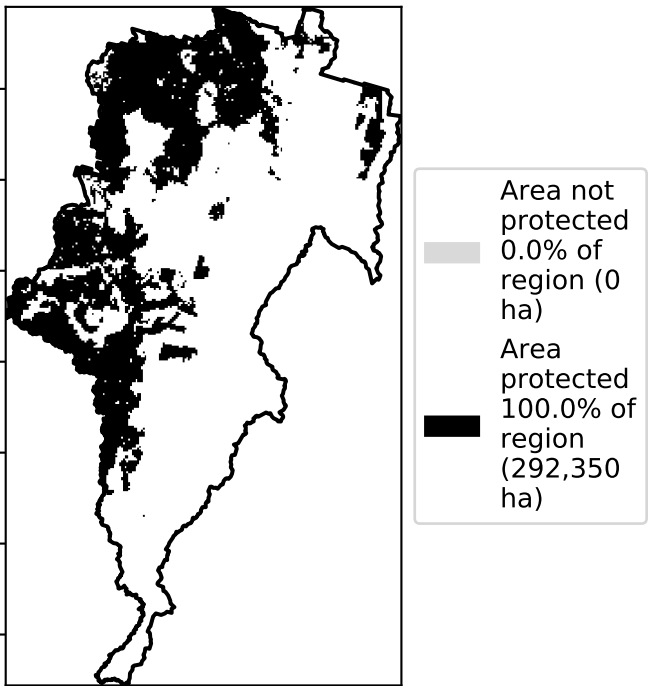 Area not
protected
0.0% of
region (0
ha)
Area
protected
100.0% of
region
(292,350
ha)